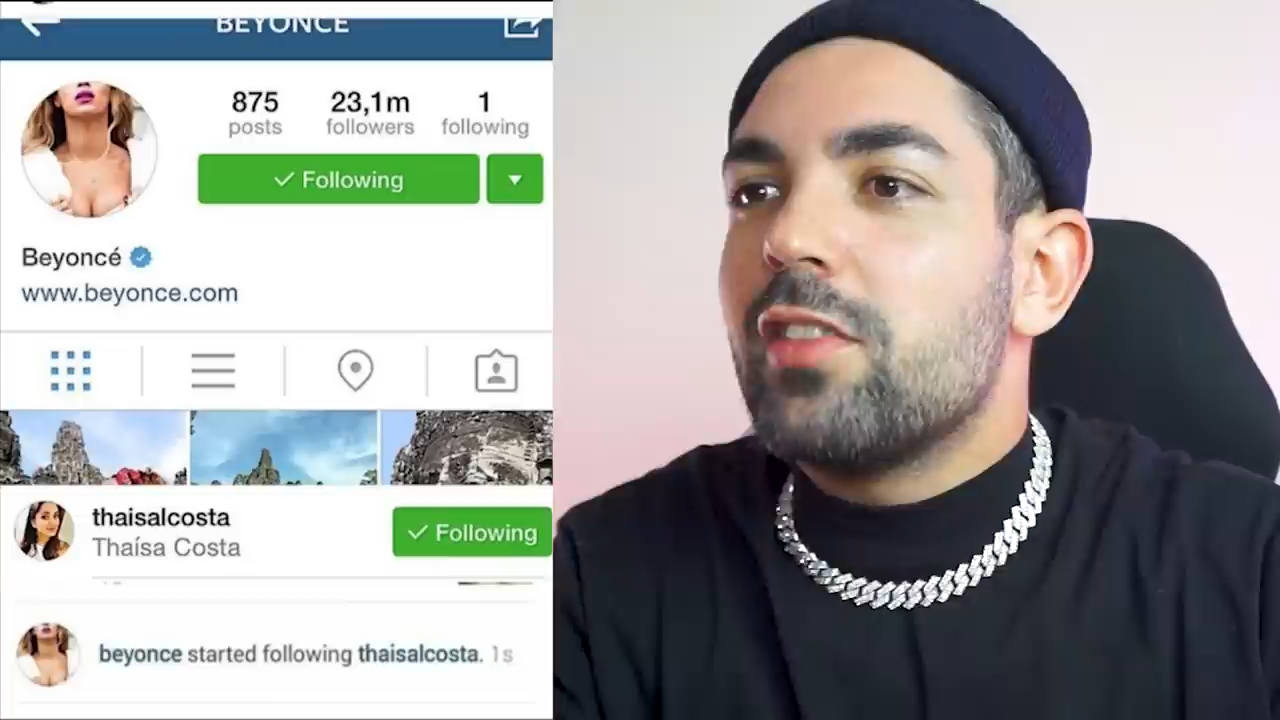 BEYONCE
875
23,1m
1
posts
followers
following
Following
Beyoncé
www.beyonce.com
thaisalcosta
Thaísa Costa
Following
beyonce started following thaisalcosta. 1s